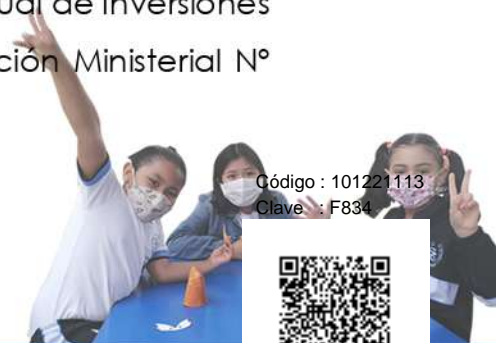 ual de Inversiones
ción Ministerial N°
Código : 101221113
Clave : F834